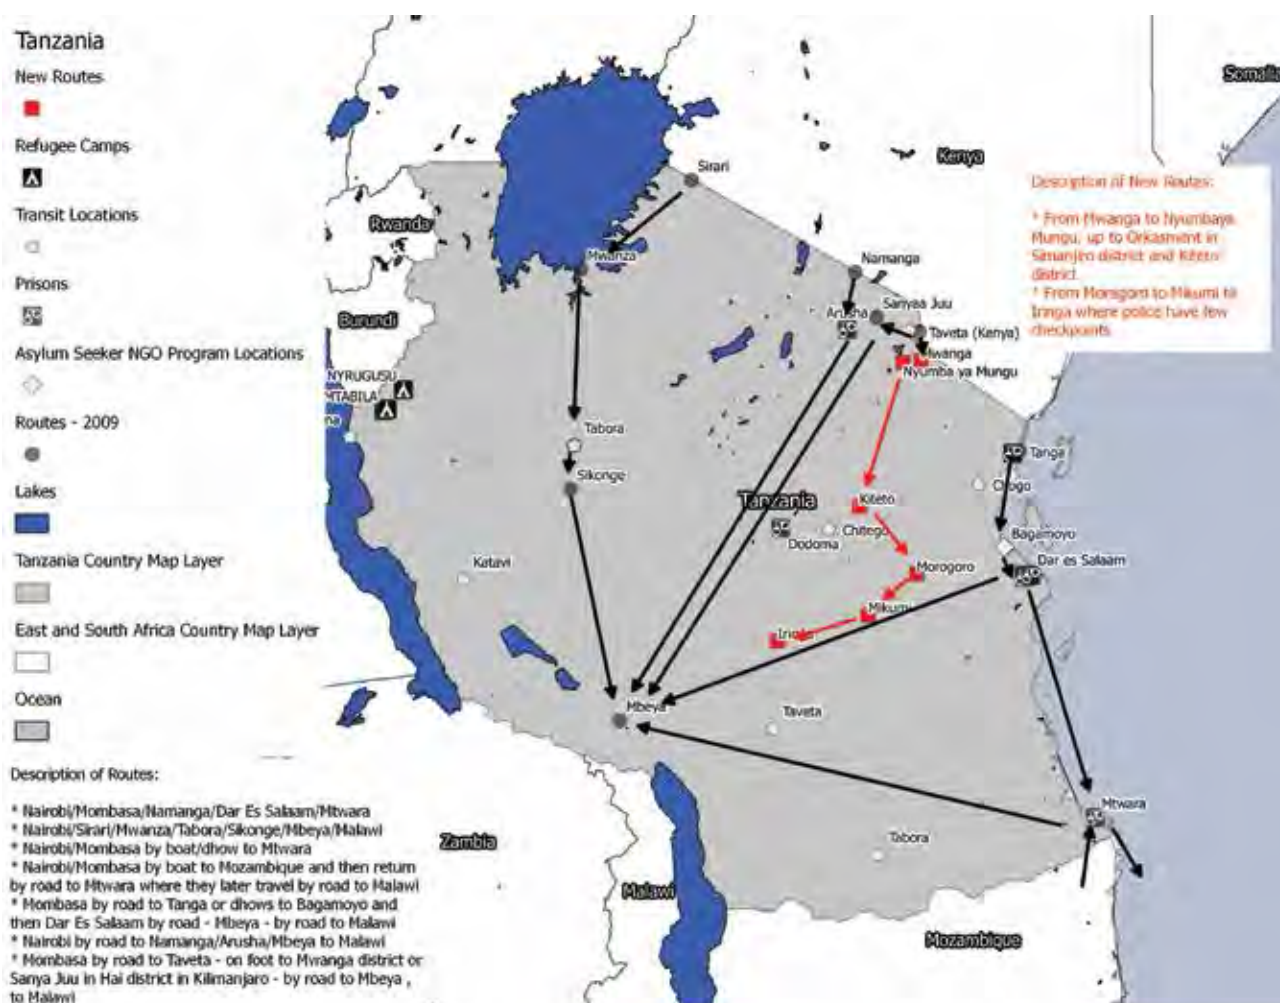 Tanzania
New Routes
Refugee Camps
Transit Locations
Prisons
Asylum Seeker NGO Program Locations
Routes - 2009
Lakes
Tanzania Country Map Layer
East and South Africa Country Map Layer
Ocean
Description of Routes:
* Nairobi/Mombasa/Namanga/Dar Es Salaam/Mtwara
* Nairobi/Sirari/Mwanza/Tabora/Sikonge/Mbeya/Malawi
* Nairobi/Mombasa by boat/dhow to Mtwara
* Nairobi/Mombasa by boat to Mozambique and then return
by road to Mtwara where they later travel by road to Malawi
* Mombasa by road to Tanga or dhows to Bagamoyo and
then Dar Es Salaam by road - Mbeya - by road to Malawi
* Nairobi by road to Namanga/Arusha/Mbeya to Malawi
* Mombasa by road to Taveta - on foot to Mwanga district or
Sanya Juu in Hai district in Kilimanjaro - by road to Mbeya ,
to Malawi
Somalia
Kenya
Sirari
Rwanda
Mwanza
Namanga
Burundi
Arusha
Sanyaa Juu
Taveta (Kenya)
Mwanga
Nyumba ya Mungu
NYRUGUSU
MTABILA
na
Tabora
Sikonge
Tanga
Tanzania
Kiteto
Chitego
Dodoma
Bagamoyo
Dar es Salaam
Katavi
Morogoro
Mikumi
Iringa
Mbeya
Taveta
Mtwara
Tabora
Zambia
Malawi
Mozambique
Description of New Routes:
* From Mwanga to Nyumbaya
Mungu, up to Orkasment in
Simanjiro district and Kiteto
district
* From Morogoro to Mikumi to
Iringa where police have few
checkpoints